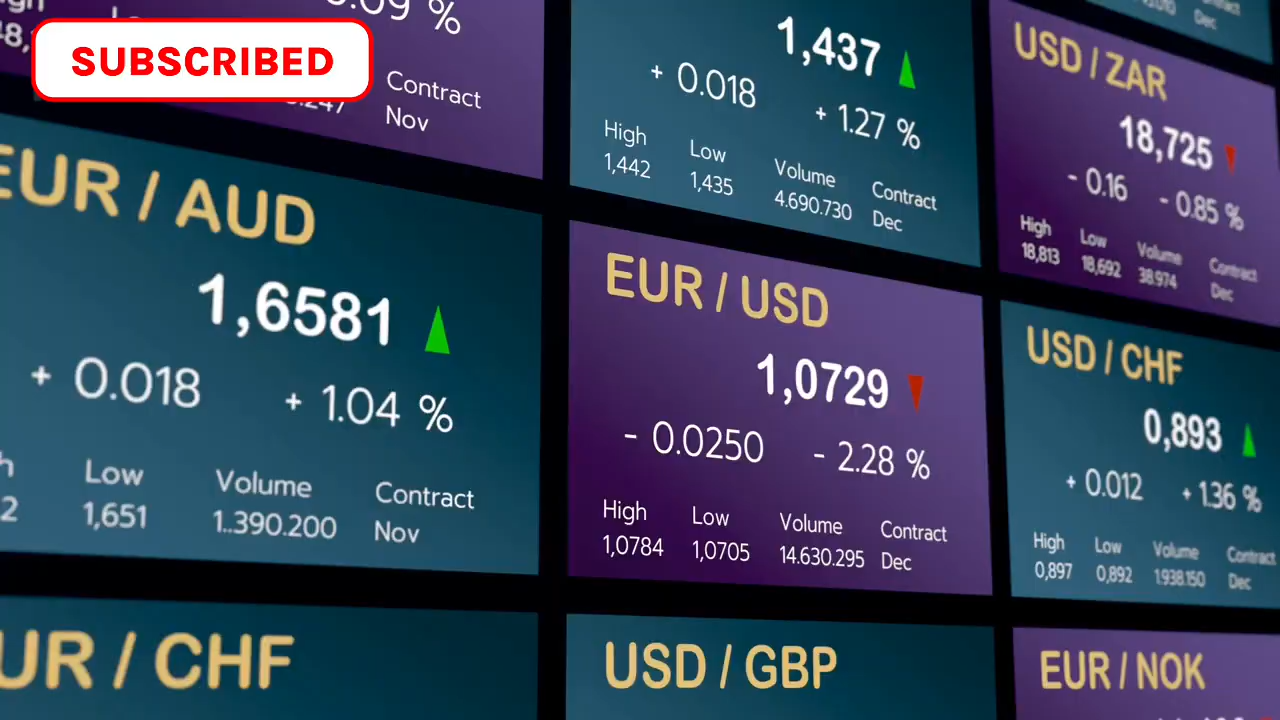 SUBSCRIBED
Contract
Nov
EUR / AUD
1,6581
+ 0.018 + 1.04 %
Low Volume Contract
1,651 1..390.200 Nov
UR / CHF
1,437
+ 0.018 + 1.27 %
High Low Volume Contract
1,442 1,435 4.690.730 Dec
EUR / USD
1,0729
- 0.0250 - 2.28 %
High Low Volume Contract
1,0784 1,0705 14.630.295 Dec
USD / GBP
USD / ZAR
18,725
- 0.16 - 0.85 %
High Low Volume Contract
18,813 18,692 38.974 Dec
USD / CHF
0,893
+ 0.012 + 1.36 %
High Low Volume Contract
0,897 0,892 1.938.150 Dec
EUR / NOK